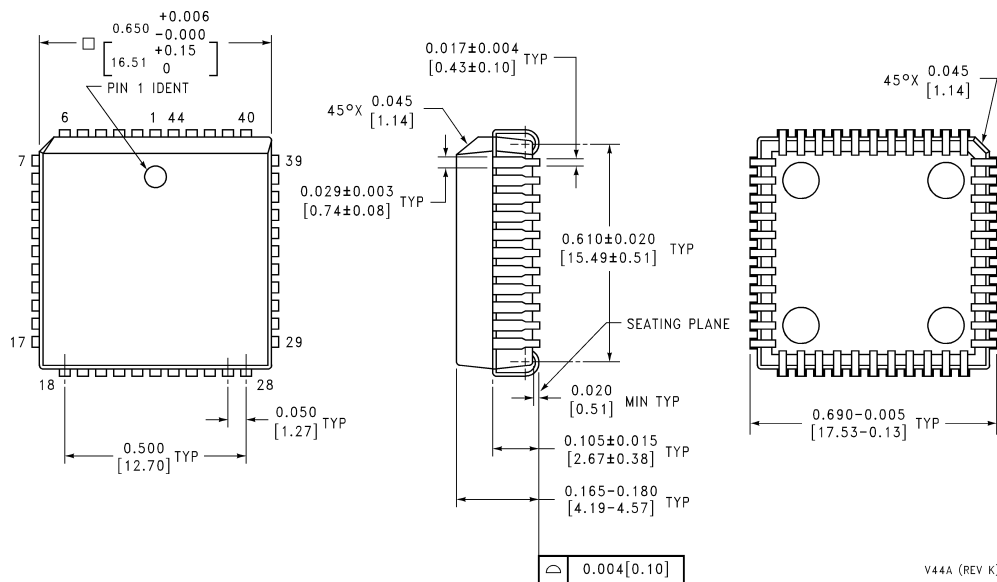 +0.006
0.650 -0.000
+0.15
[16.51 0]
PIN 1 IDENT
6 1 44 40
7 39
17 29
18 28
0.050
[1.27] TYP
0.500
[12.70] TYP
0.017±0.004
[0.43±0.10] TYP
45°X 0.045
[1.14]
0.029±0.003
[0.74±0.08] TYP
0.610±0.020
[15.49±0.51] TYP
SEATING PLANE
0.020
[0.51] MIN TYP
0.105±0.015
[2.67±0.38] TYP
0.165-0.180
[4.19-4.57] TYP
0.004[0.10]
45°X 0.045
[1.14]
0.690-0.005
[17.53-0.13] TYP
V44A (REV K)